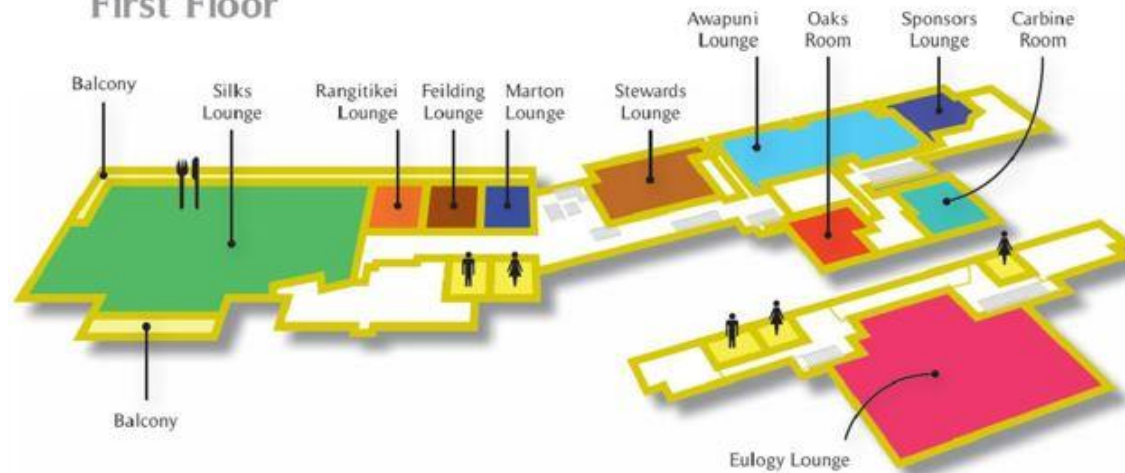 First Floor
Awapuni
Lounge
Oaks
Room
Sponsors
Lounge
Carbine
Room
Balcony
Silks
Lounge
Rangitikei
Lounge
Feilding
Lounge
Marton
Lounge
Stewards
Lounge
Balcony
Eulogy Lounge